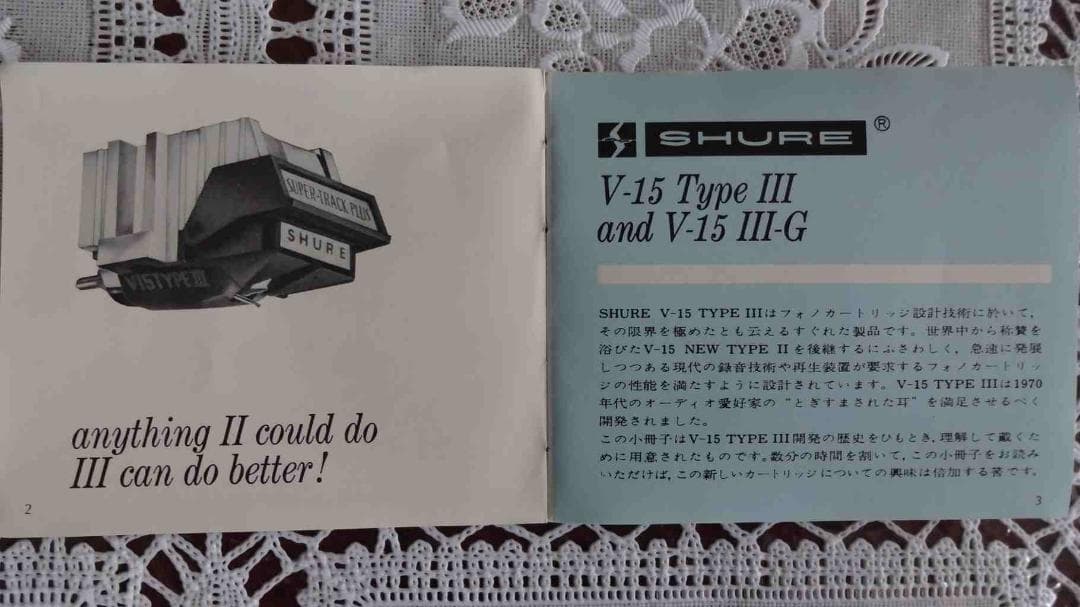 SUPER-TRACK PLUS
SHURE
V15 TYPE III
anything II could do
III can do better!
2
SHURE ®
V-15 Type III
and V-15 III-G
SHURE V-15 TYPE IIIはフォノカートリッジ設計技術に於いて,
その限界を極めたとも云えるすぐれた製品です。世界中から称賛を
浴びたV-15 NEW TYPE IIを後継するにふさわしく, 急速に発展
しつつある現代の録音技術や再生装置が要求するフォノカートリッ
ジの性能を満たすように設計されています。V-15 TYPE IIIは1970
年代のオーディオ愛好家の“とぎすまされた耳”を満足させるべく
開発されました。
この小冊子はV-15 TYPE III開発の歴史をひもとき, 理解して戴くた
めに用意されたものです。数分の時間を割いて, この小冊子をお読み
いただけば, この新しいカートリッジについての興味は倍加する筈です。
3